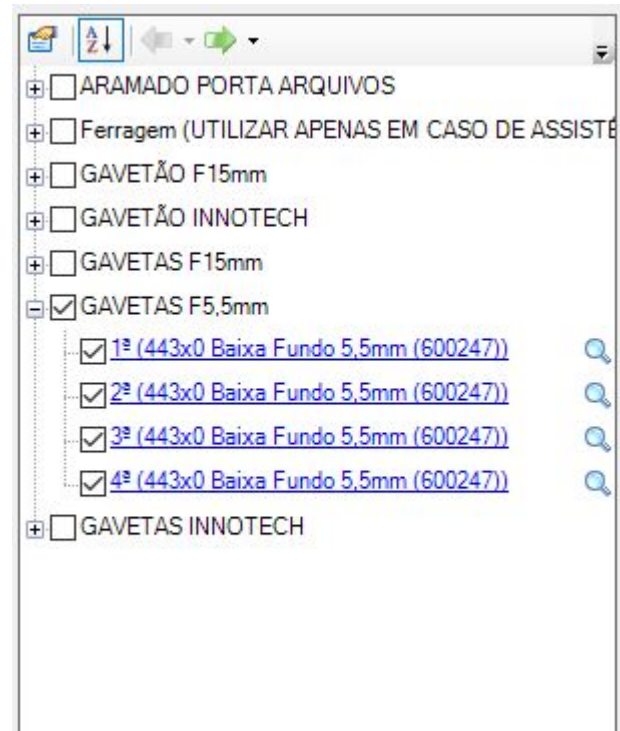 ARAMADO PORTA ARQUIVOS
Ferragem (UTILIZAR APENAS EM CASO DE ASSISTÊ
GAVETÃO F15mm
GAVETÃO INNOTECH
GAVETAS F15mm
GAVETAS F5,5mm
1ª (443x0 Baixa Fundo 5,5mm (600247))
2ª (443x0 Baixa Fundo 5,5mm (600247))
3ª (443x0 Baixa Fundo 5,5mm (600247))
4ª (443x0 Baixa Fundo 5,5mm (600247))
GAVETAS INNOTECH